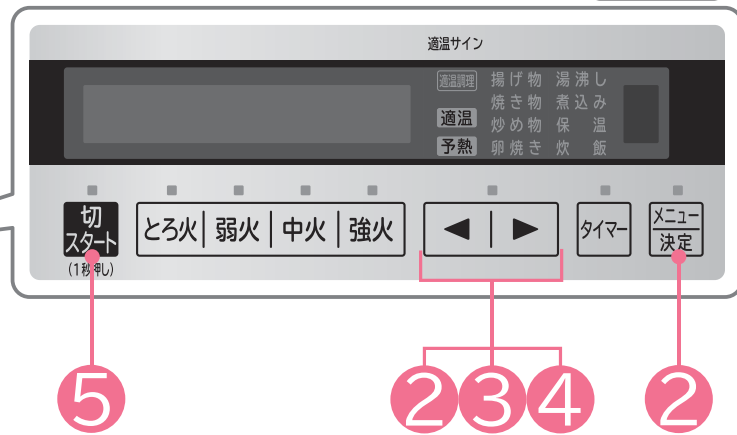 適温サイン
適温調理 揚げ物 湯沸し
焼き物 煮込み
適温 炒め物 保 温
予熱 卵焼き 炊 飯
切
スタート
(1秒押し)
とろ火 弱火 中火 強火
◀ ▶
タイマー
メニュー
決定
5 2 3 4 2